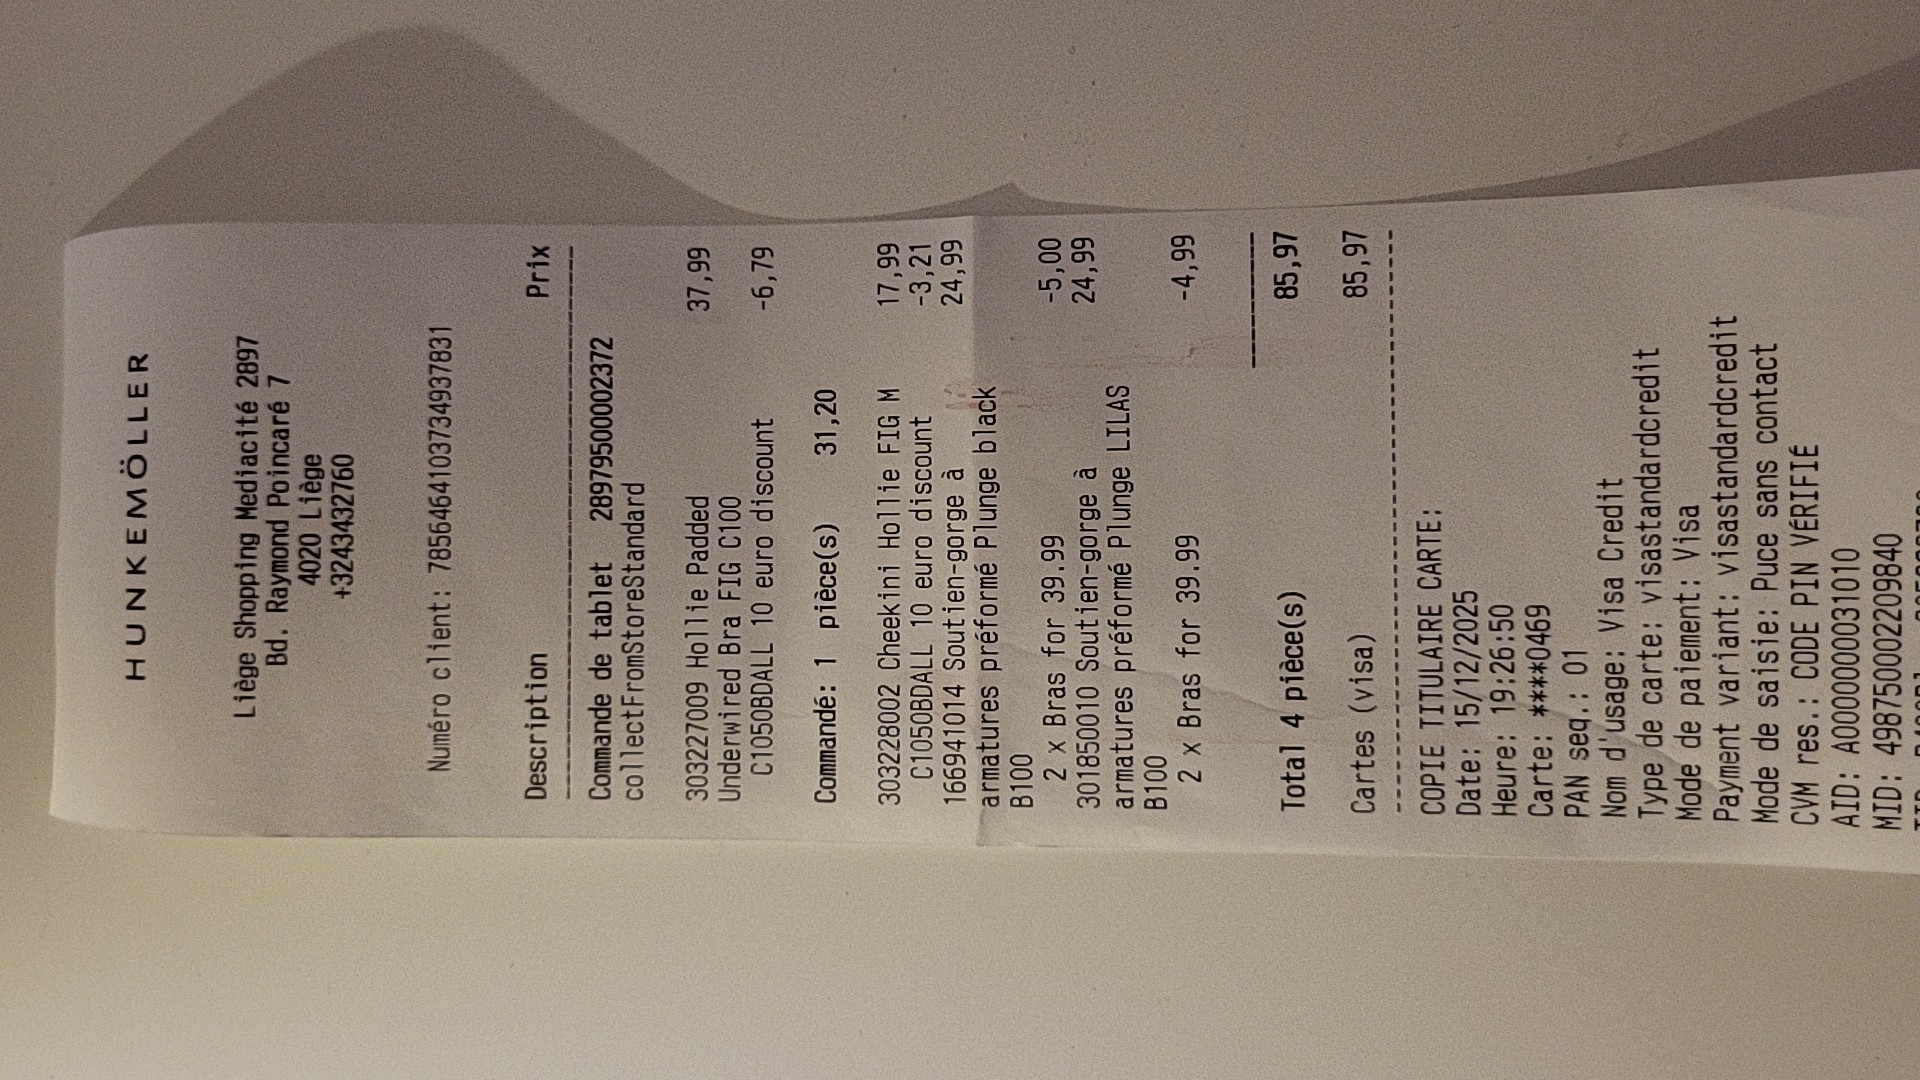 HUNKEMÖLLER
Liège Shopping Mediacité 2897
Bd. Raymond Poincaré 7
4020 Liège
+3243432760
Numéro client: 7856464103734937831
Description Prix
Commande de tablet 2897950000002372
collectFromStoreStandard
303227009 Hollie Padded 37,99
Underwired Bra FIG C100
C1050BDALL 10 euro discount -6,79
Commandé: 1 pièce(s) 31,20
303228002 Cheekini Hollie FIG M 17,99
C1050BDALL 10 euro discount -3,21
166941014 Soutien-gorge à 24,99
armatures préformé Plunge black
B100
2 x Bras for 39.99 -5,00
301850010 Soutien-gorge à 24,99
armatures préformé Plunge LILAS
B100
2 x Bras for 39.99 -4,99
Total 4 pièce(s) 85,97
Cartes (visa) 85,97
COPIE TITULAIRE CARTE:
Date: 15/12/2025
Heure: 19:26:50
Carte: ****0469
PAN seq.: 01
Nom d'usage: Visa Credit
Type de carte: visastandardcredit
Mode de paiement: Visa
Payment variant: visastandardcredit
Mode de saisie: Puce sans contact
CVM res.: CODE PIN VÉRIFIÉ
AID: A0000000031010
MID: 498750002209840